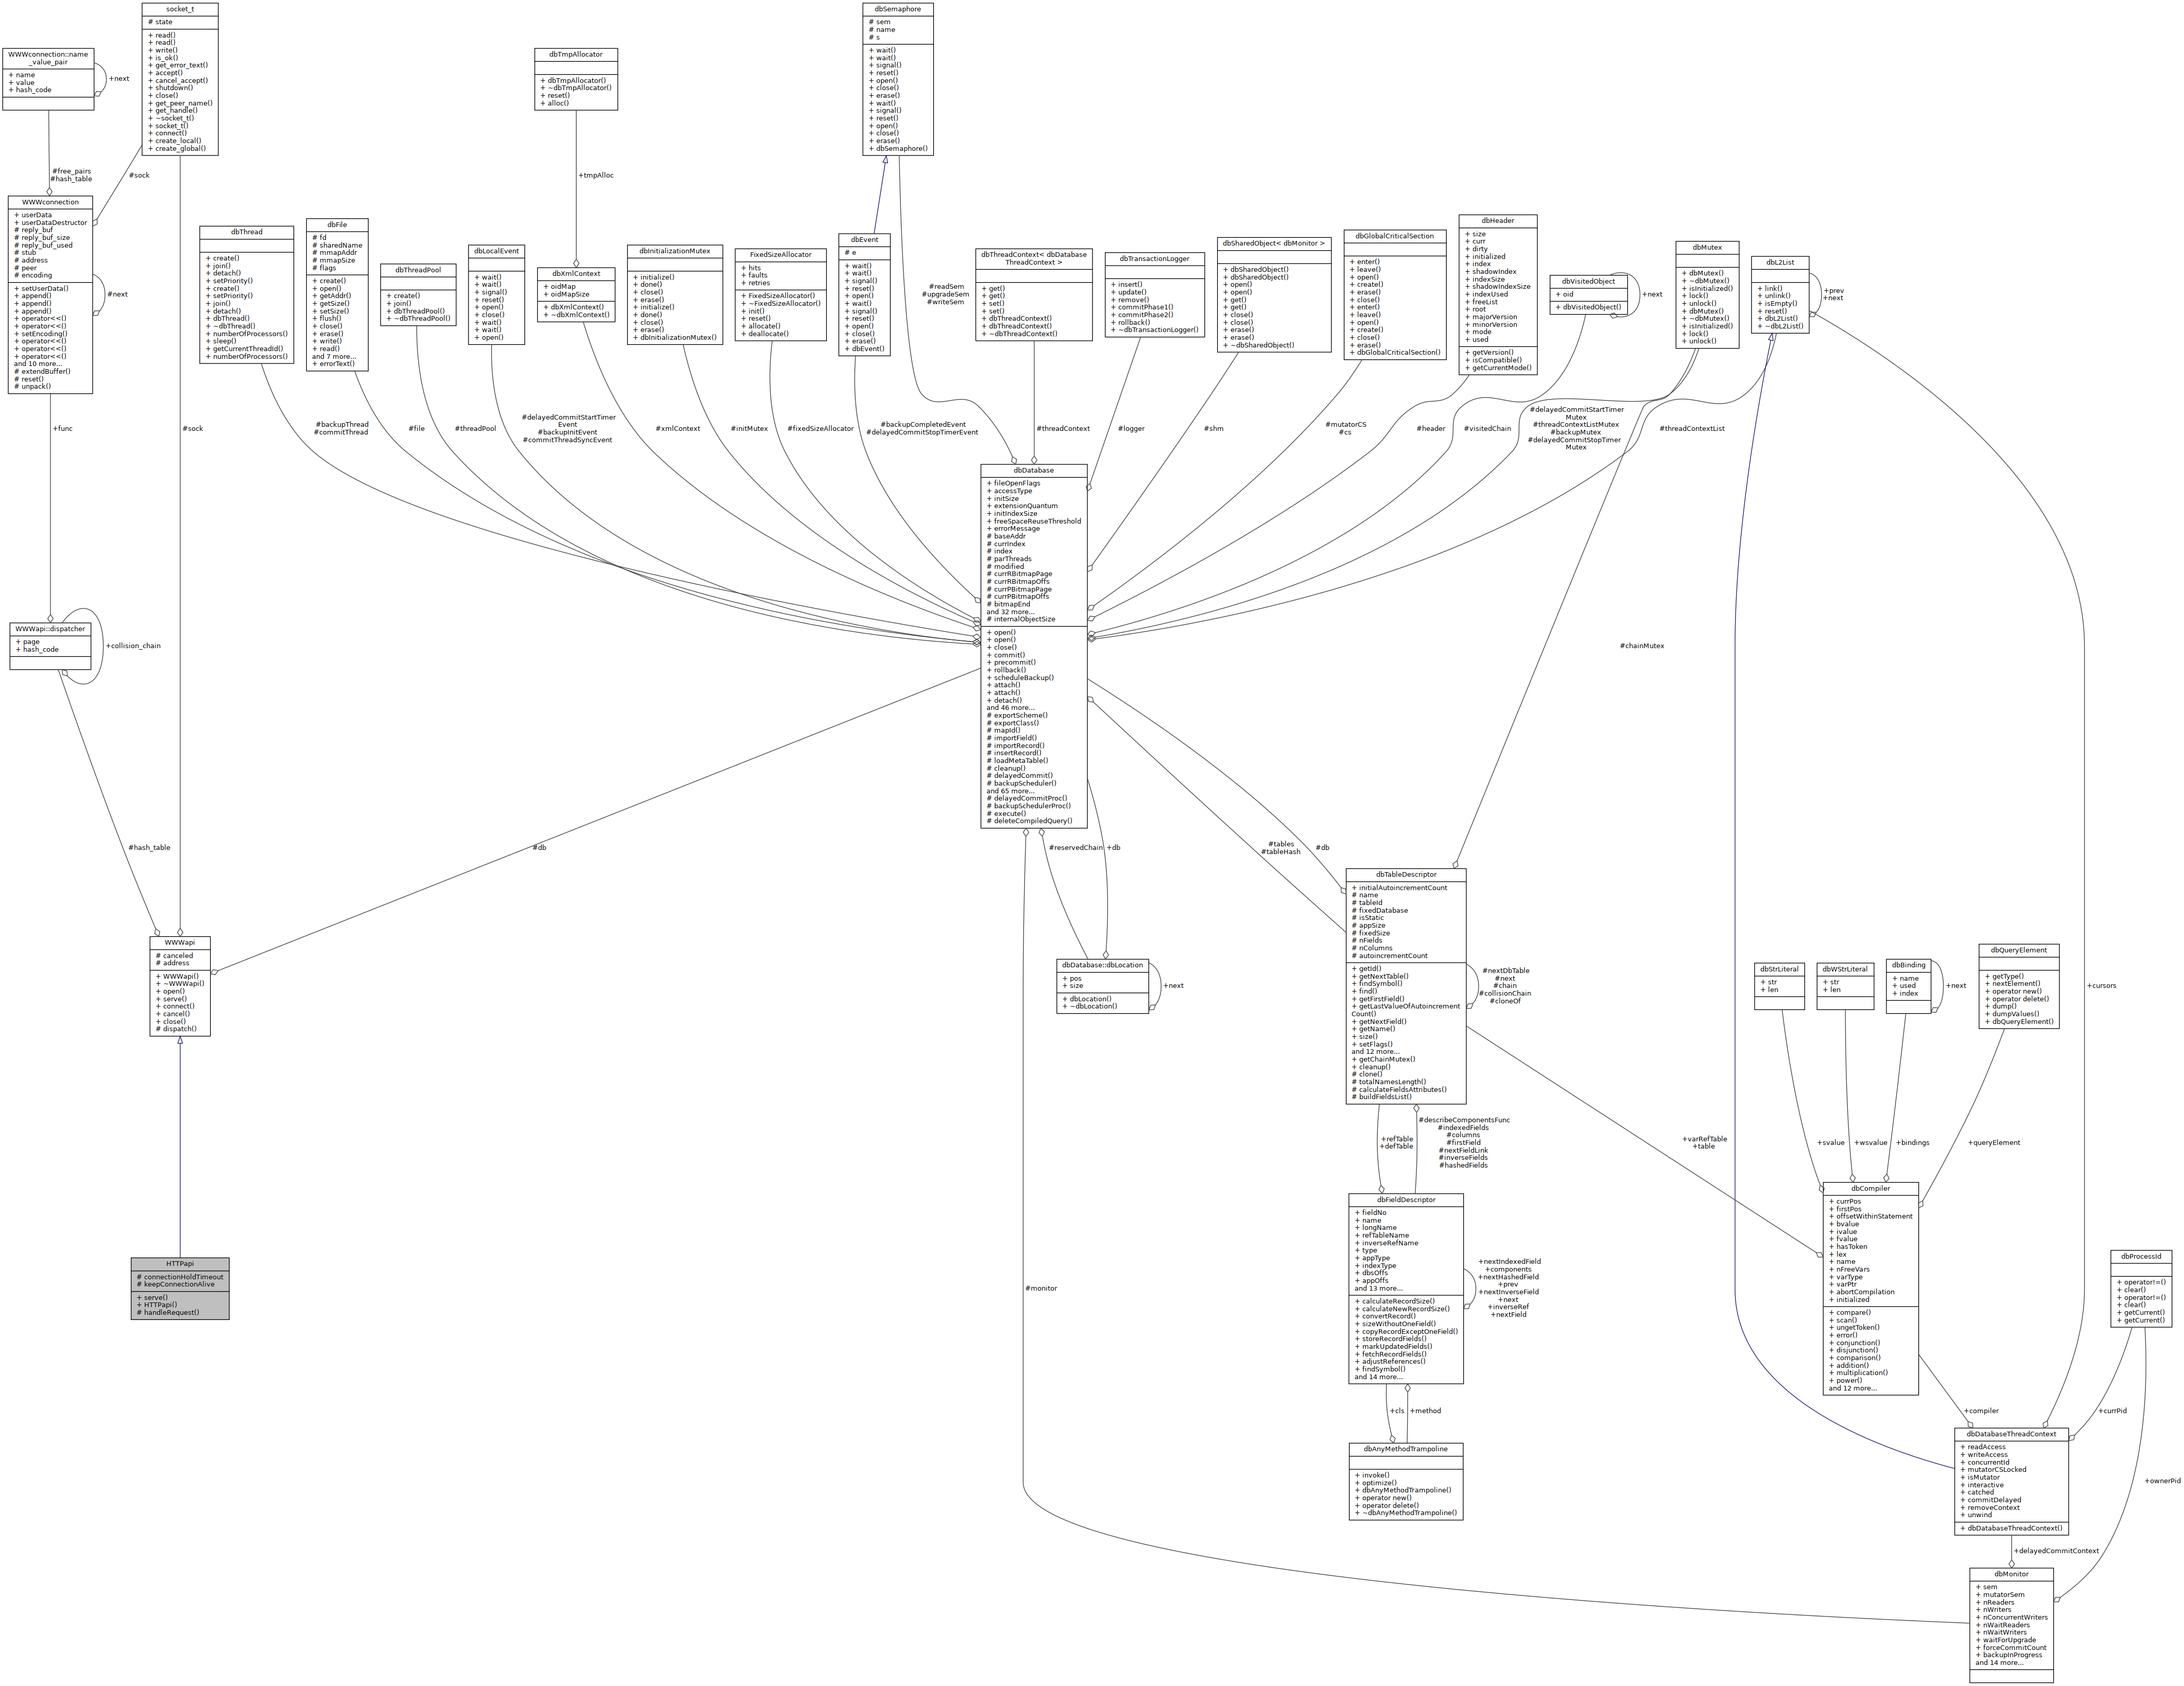 socket_t
# state
+ read()
+ read()
+ write()
+ is_ok()
+ get_error_text()
+ accept()
+ cancel_accept()
+ shutdown()
+ close()
+ get_peer_name()
+ get_handle()
+ ~socket_t()
+ socket_t()
+ connect()
+ create_local()
+ create_global()
WWWconnection::name
_value_pair
+ name
+ value
+ hash_code
+next
#free_pairs
#hash_table
#sock
WWWconnection
+ userData
+ userDataDestructor
# reply_buf
# reply_buf_size
# reply_buf_used
# stub
# address
# peer
# encoding
+ setUserData()
+ append()
+ append()
+ append()
+ operator<<()
+ operator<<()
+ setEncoding()
+ operator<<()
+ operator<<()
+ operator<<()
and 10 more...
# extendBuffer()
# reset()
# unpack()
#next
+func
#sock
WWWapi::dispatcher
+ page
+ hash_code
+collision_chain
#hash_table
WWWapi
# canceled
# address
+ WWWapi()
+ ~WWWapi()
+ open()
+ serve()
+ connect()
+ cancel()
+ close()
# dispatch()
HTTPapi
# connectionHoldTimeout
# keepConnectionAlive
+ serve()
+ HTTPapi()
# handleRequest()
dbThread
+ create()
+ join()
+ detach()
+ setPriority()
+ create()
+ setPriority()
+ join()
+ detach()
+ dbThread()
+ ~dbThread()
+ numberOfProcessors()
+ sleep()
+ getCurrentThreadId()
+ numberOfProcessors()
#backupThread
#commitThread
dbFile
# fd
# sharedName
# mmapAddr
# mmapSize
# flags
+ create()
+ open()
+ getAddr()
+ getSize()
+ setSize()
+ flush()
+ close()
+ erase()
+ write()
+ read()
and 7 more...
+ errorText()
#file
dbThreadPool
+ create()
+ join()
+ dbThreadPool()
+ ~dbThreadPool()
#threadPool
dbLocalEvent
+ wait()
+ wait()
+ signal()
+ reset()
+ open()
+ close()
+ wait()
+ wait()
+ open()
#delayedCommitStartTimer
Event
#backupInitEvent
#commitThreadSyncEvent
dbTmpAllocator
+ dbTmpAllocator()
+ ~dbTmpAllocator()
+ reset()
+ alloc()
+tmpAlloc
dbXmlContext
+ oidMap
+ oidMapSize
+ dbXmlContext()
+ ~dbXmlContext()
#xmlContext
dbInitializationMutex
+ initialize()
+ done()
+ close()
+ erase()
+ initialize()
+ done()
+ close()
+ erase()
+ dbInitializationMutex()
#initMutex
FixedSizeAllocator
+ hits
+ faults
+ retries
+ FixedSizeAllocator()
+ ~FixedSizeAllocator()
+ init()
+ reset()
+ allocate()
+ deallocate()
#fixedSizeAllocator
dbSemaphore
# sem
# name
# s
+ wait()
+ wait()
+ signal()
+ reset()
+ open()
+ close()
+ erase()
+ wait()
+ signal()
+ reset()
+ open()
+ close()
+ erase()
+ dbSemaphore()
dbEvent
# e
+ wait()
+ wait()
+ signal()
+ reset()
+ open()
+ wait()
+ signal()
+ reset()
+ open()
+ close()
+ erase()
+ dbEvent()
#backupCompletedEvent
#delayedCommitStopTimerEvent
#readSem
#upgradeSem
#writeSem
dbThreadContext< dbDatabase
ThreadContext >
+ get()
+ get()
+ set()
+ set()
+ dbThreadContext()
+ dbThreadContext()
+ ~dbThreadContext()
#threadContext
dbTransactionLogger
+ insert()
+ update()
+ remove()
+ commitPhase1()
+ commitPhase2()
+ rollback()
+ ~dbTransactionLogger()
#logger
dbSharedObject< dbMonitor >
+ dbSharedObject()
+ dbSharedObject()
+ open()
+ open()
+ get()
+ get()
+ close()
+ close()
+ erase()
+ erase()
+ ~dbSharedObject()
#shm
dbGlobalCriticalSection
+ enter()
+ leave()
+ open()
+ create()
+ erase()
+ close()
+ enter()
+ leave()
+ open()
+ create()
+ close()
+ erase()
+ dbGlobalCriticalSection()
#mutatorCS
#cs
dbHeader
+ size
+ curr
+ dirty
+ initialized
+ index
+ shadowIndex
+ indexSize
+ shadowIndexSize
+ indexUsed
+ freeList
+ root
+ majorVersion
+ minorVersion
+ mode
+ used
+ getVersion()
+ isCompatible()
+ getCurrentMode()
#header
dbVisitedObject
+ oid
+ dbVisitedObject()
+next
#visitedChain
dbMutex
+ dbMutex()
+ ~dbMutex()
+ isInitialized()
+ lock()
+ unlock()
+ dbMutex()
+ ~dbMutex()
+ isInitialized()
+ lock()
+ unlock()
#delayedCommitStartTimer
Mutex
#threadContextListMutex
#backupMutex
#delayedCommitStopTimer
Mutex
dbL2List
+ link()
+ unlink()
+ isEmpty()
+ reset()
+ dbL2List()
+ ~dbL2List()
+prev
+next
#threadContextList
dbDatabase
+ fileOpenFlags
+ accessType
+ initSize
+ extensionQuantum
+ initIndexSize
+ freeSpaceReuseThreshold
+ errorMessage
# baseAddr
# currIndex
# index
# parThreads
# modified
# currRBitmapPage
# currRBitmapOffs
# currPBitmapPage
# currPBitmapOffs
# bitmapEnd
and 32 more...
# internalObjectSize
+ open()
+ open()
+ close()
+ commit()
+ precommit()
+ rollback()
+ scheduleBackup()
+ attach()
+ attach()
+ detach()
and 46 more...
# exportScheme()
# exportClass()
# mapId()
# importField()
# importRecord()
# insertRecord()
# loadMetaTable()
# cleanup()
# delayedCommit()
# backupScheduler()
and 65 more...
# delayedCommitProc()
# backupSchedulerProc()
# execute()
# deleteCompiledQuery()
#chainMutex
#db
#reservedChain
+db
#tables
#tableHash
#db
dbDatabase::dbLocation
+ pos
+ size
+ dbLocation()
+ ~dbLocation()
+next
dbTableDescriptor
+ initialAutoincrementCount
# name
# tableId
# fixedDatabase
# isStatic
# appSize
# fixedSize
# nFields
# nColumns
# autoincrementCount
+ getId()
+ getNextTable()
+ findSymbol()
+ find()
+ getFirstField()
+ getLastValueOfAutoincrement
Count()
+ getNextField()
+ getName()
+ size()
+ setFlags()
and 12 more...
+ getChainMutex()
+ cleanup()
# clone()
# totalNamesLength()
# calculateFieldsAttributes()
# buildFieldsList()
#nextDbTable
#next
#chain
#collisionChain
#cloneOf
+refTable
+defTable
#describeComponentsFunc
#indexedFields
#columns
#firstField
#nextFieldLink
#inverseFields
#hashedFields
dbFieldDescriptor
+ fieldNo
+ name
+ longName
+ refTableName
+ inverseRefName
+ type
+ appType
+ indexType
+ dbsOffs
+ appOffs
and 13 more...
+ calculateRecordSize()
+ calculateNewRecordSize()
+ convertRecord()
+ sizeWithoutOneField()
+ copyRecordExceptOneField()
+ storeRecordFields()
+ markUpdatedFields()
+ fetchRecordFields()
+ adjustReferences()
+ findSymbol()
and 14 more...
+nextIndexedField
+components
+nextHashedField
+prev
+nextInverseField
+next
+inverseRef
+nextField
+cls
+method
dbAnyMethodTrampoline
+ invoke()
+ optimize()
+ dbAnyMethodTrampoline()
+ operator new()
+ operator delete()
+ ~dbAnyMethodTrampoline()
#monitor
+cursors
dbStrLiteral
+ str
+ len
dbWStrLiteral
+ str
+ len
dbBinding
+ name
+ used
+ index
+next
dbQueryElement
+ getType()
+ nextElement()
+ operator new()
+ operator delete()
+ dump()
+ dumpValues()
+ dbQueryElement()
+varRefTable
+table
+svalue
+wsvalue
+bindings
+queryElement
dbCompiler
+ currPos
+ firstPos
+ offsetWithinStatement
+ bvalue
+ ivalue
+ fvalue
+ hasToken
+ lex
+ name
+ nFreeVars
+ varType
+ varPtr
+ abortCompilation
+ initialized
+ compare()
+ scan()
+ ungetToken()
+ error()
+ conjunction()
+ disjunction()
+ comparison()
+ addition()
+ multiplication()
+ power()
and 12 more...
dbProcessId
+ operator!=()
+ clear()
+ operator!=()
+ clear()
+ getCurrent()
+ getCurrent()
+compiler
+currPid
+ownerPid
dbDatabaseThreadContext
+ readAccess
+ writeAccess
+ concurrentId
+ mutatorCSLocked
+ isMutator
+ interactive
+ catched
+ commitDelayed
+ removeContext
+ unwind
+ dbDatabaseThreadContext()
+delayedCommitContext
dbMonitor
+ sem
+ mutatorSem
+ nReaders
+ nWriters
+ nConcurrentWriters
+ nWaitReaders
+ nWaitWriters
+ waitForUpgrade
+ forceCommitCount
+ backupInProgress
and 14 more...